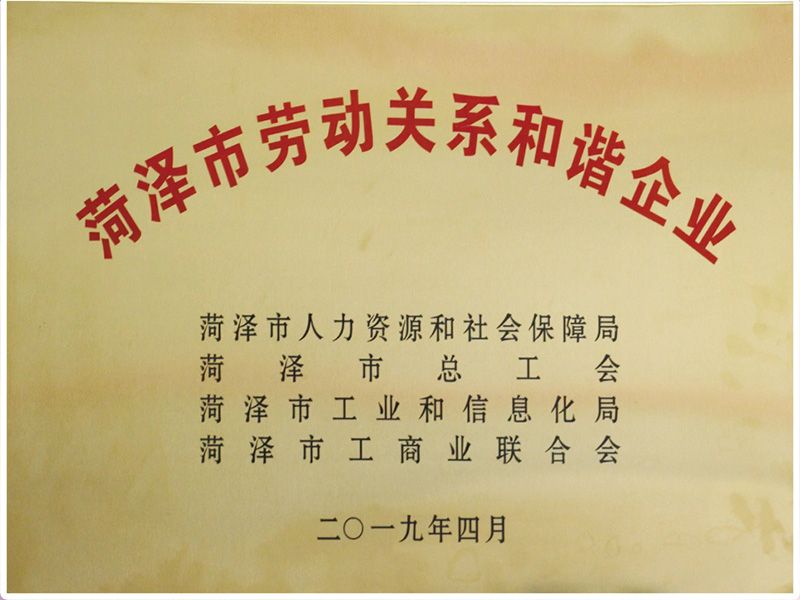 菏泽市劳动关系和谐企业
菏泽市人力资源和社会保障局
菏泽市总工会
菏泽市工业和信息化局
菏泽市工商业联合会
二〇一九年四月